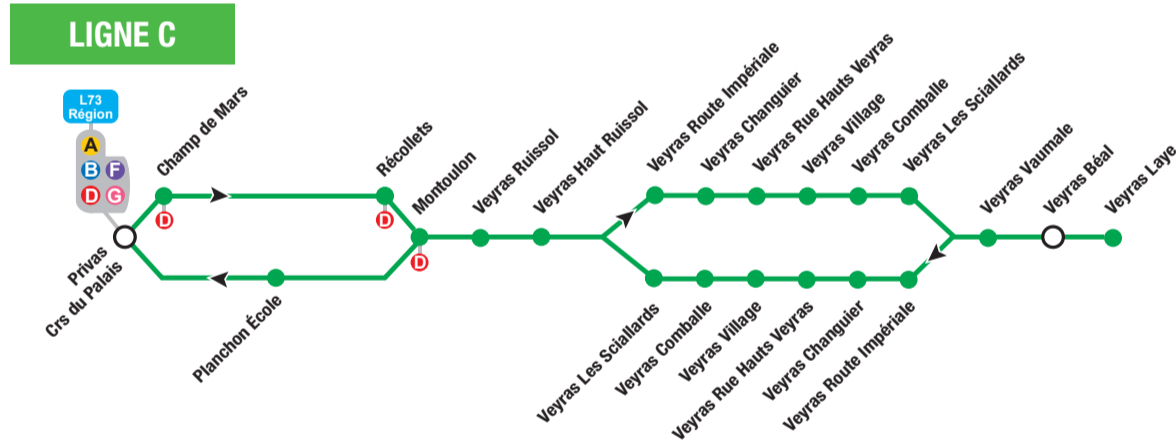 LIGNE C
L73
Région
A
B
F
D
G
Privas
Crs du Palais
Champ de Mars
D
Récollets
D
Montoulon
D
Planchon École
Veyras Ruissol
Veyras Haut Ruissol
Veyras Route Impériale
Veyras Changuier
Veyras Rue Hauts Veyras
Veyras Village
Veyras Comballe
Veyras Les Sciallards
Veyras Les Sciallards
Veyras Comballe
Veyras Village
Veyras Rue Hauts Veyras
Veyras Changuier
Veyras Route Impériale
Veyras Vaumale
Veyras Béal
Veyras Laye